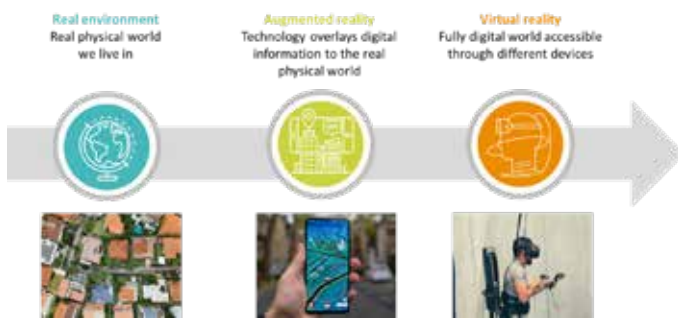 Real environment
Real physical world
we live in
Augmented reality
Technology overlays digital
information to the real
physical world
Virtual reality
Fully digital world accessible
through different devices